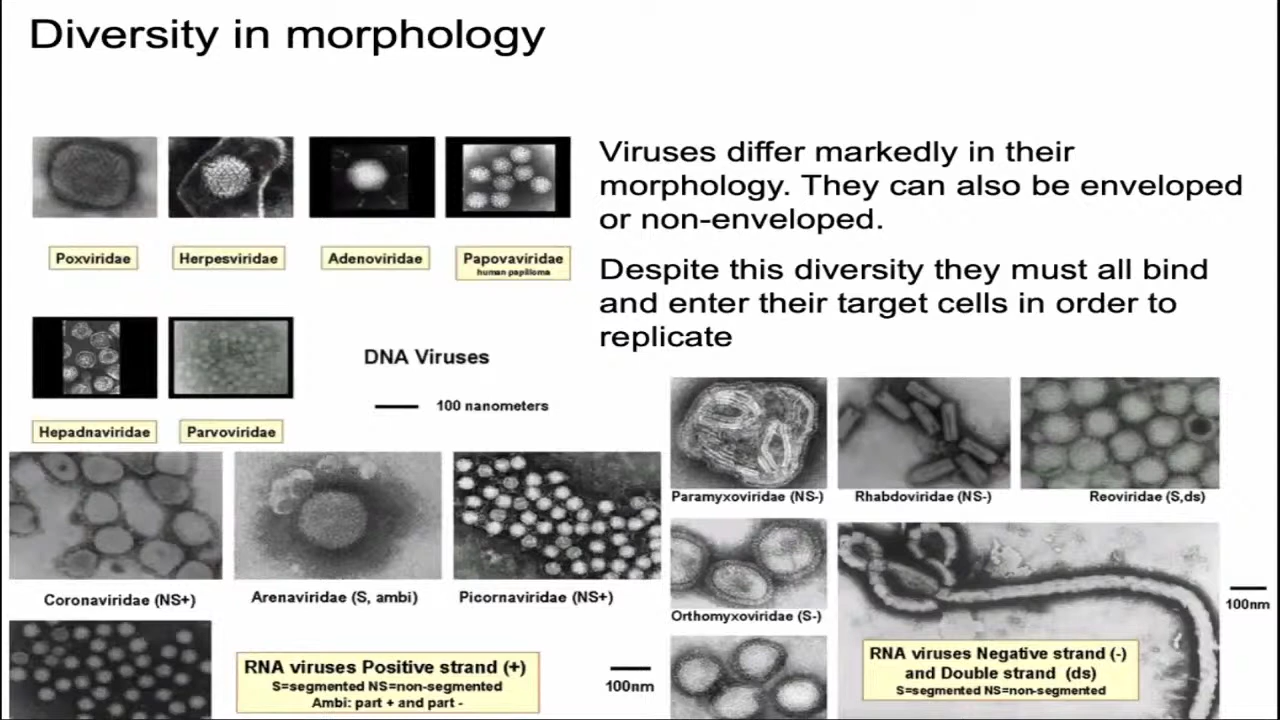 Diversity in morphology
Viruses differ markedly in their
morphology. They can also be enveloped
or non-enveloped.
Despite this diversity they must all bind
and enter their target cells in order to
replicate
Poxviridae
Herpesviridae
Adenoviridae
Papovaviridae
human papilloma
DNA Viruses
100 nanometers
Hepadnaviridae
Parvoviridae
Coronaviridae (NS+)
Arenaviridae (S, ambi)
Picornaviridae (NS+)
RNA viruses Positive strand (+)
S=segmented NS=non-segmented
Ambi: part + and part -
100nm
Paramyxoviridae (NS-)
Rhabdoviridae (NS-)
Reoviridae (S,ds)
Orthomyxoviridae (S-)
100nm
RNA viruses Negative strand (-)
and Double strand (ds)
S=segmented NS=non-segmented